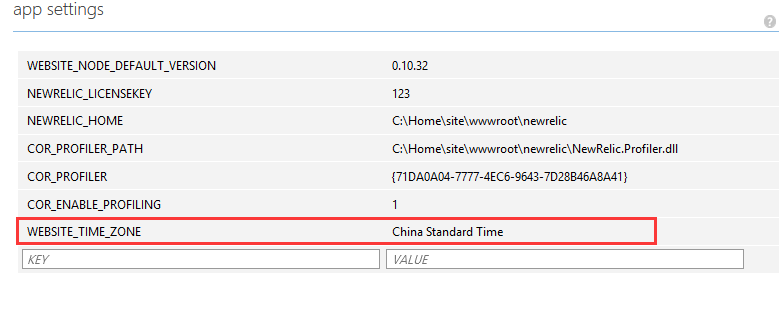 app settings
?
WEBSITE_NODE_DEFAULT_VERSION 0.10.32
NEWRELIC_LICENSEKEY 123
NEWRELIC_HOME C:\Home\site\wwwroot\newrelic
COR_PROFILER_PATH C:\Home\site\wwwroot\newrelic\NewRelic.Profiler.dll
COR_PROFILER {71DA0A04-7777-4EC6-9643-7D28B46A8A41}
COR_ENABLE_PROFILING 1
WEBSITE_TIME_ZONE China Standard Time
KEY VALUE